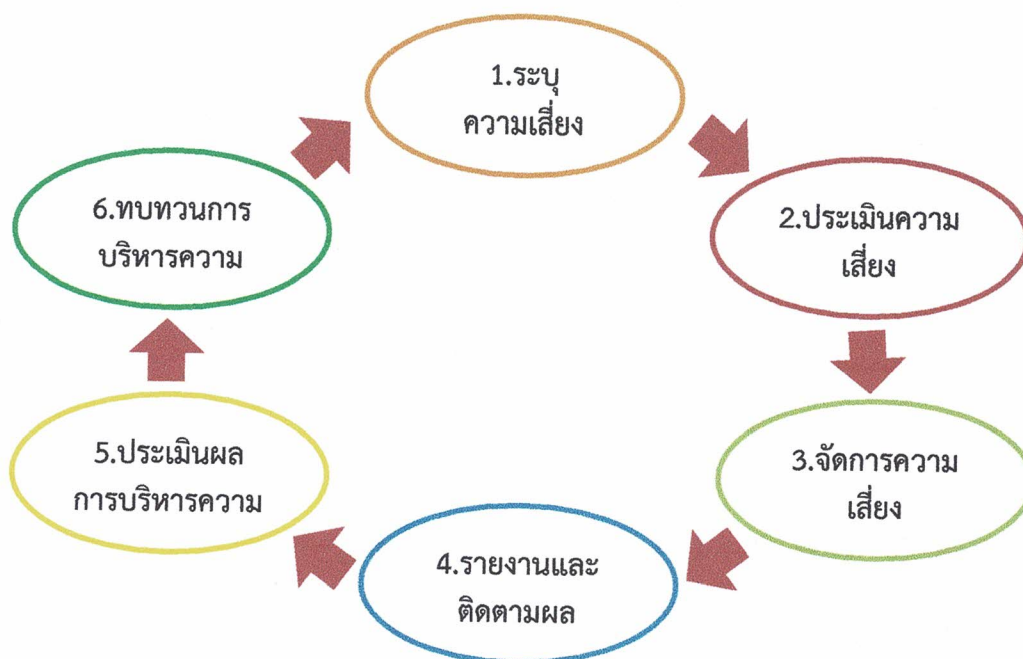 1.ระบุ
ความเสี่ยง
2.ประเมินความ
เสี่ยง
3.จัดการความ
เสี่ยง
4.รายงานและ
ติดตามผล
5.ประเมินผล
การบริหารความ
6.ทบทวนการ
บริหารความ